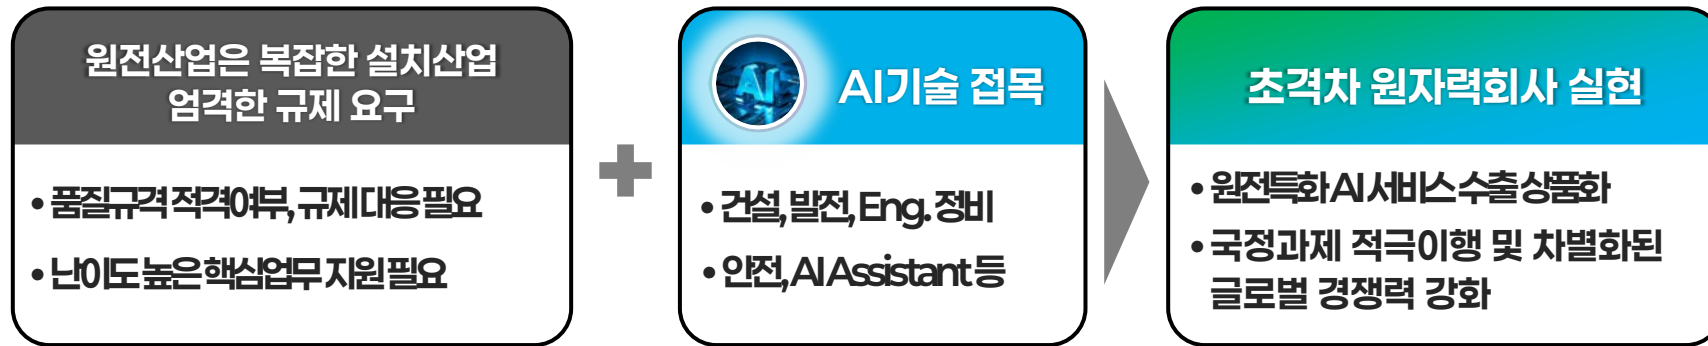 원전산업은 복잡한 설치산업
엄격한 규제 요구
• 품질규격 적격여부, 규제 대응 필요
• 난이도 높은 핵심업무 지원 필요
AI
AI기술 접목
• 건설, 발전, Eng. 정비
• 안전, AI Assistant 등
초격차 원자력회사 실현
• 원전특화 AI 서비스 수출 상품화
• 국정과제 적극이행 및 차별화된
글로벌 경쟁력 강화